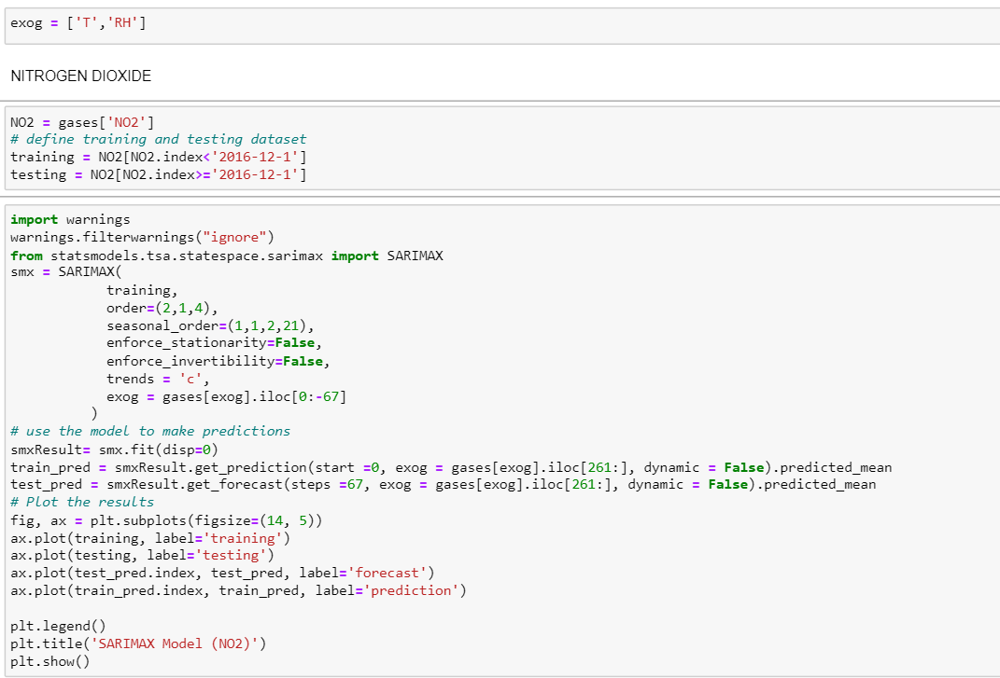 exog = ['T','RH']
NITROGEN DIOXIDE
NO2 = gases['NO2']
# define training and testing dataset
training = NO2[NO2.index<'2016-12-1']
testing = NO2[NO2.index>='2016-12-1']
import warnings
warnings.filterwarnings("ignore")
from statsmodels.tsa.statespace.sarimax import SARIMAX
smx = SARIMAX(
            training,
            order=(2,1,4),
            seasonal_order=(1,1,2,21),
            enforce_stationarity=False,
            enforce_invertibility=False,
            trends = 'c',
            exog = gases[exog].iloc[0:-67]
          )
# use the model to make predictions
smxResult= smx.fit(disp=0)
train_pred = smxResult.get_prediction(start =0, exog = gases[exog].iloc[261:], dynamic = False).predicted_mean
test_pred = smxResult.get_forecast(steps =67, exog = gases[exog].iloc[261:], dynamic = False).predicted_mean
# Plot the results
fig, ax = plt.subplots(figsize=(14, 5))
ax.plot(training, label='training')
ax.plot(testing, label='testing')
ax.plot(test_pred.index, test_pred, label='forecast')
ax.plot(train_pred.index, train_pred, label='prediction')
plt.legend()
plt.title('SARIMAX Model (NO2)')
plt.show()